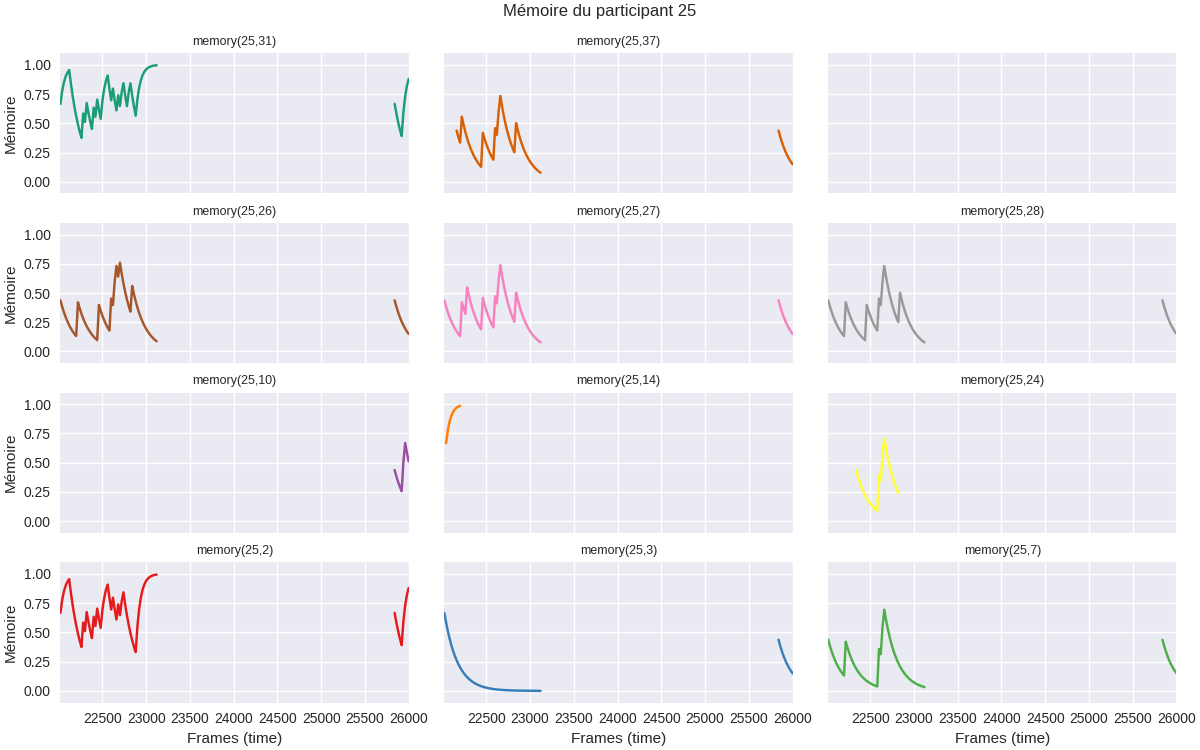 Mémoire du participant 25
memory(25,31)
memory(25,37)
1.00
0.75
0.50
0.25
0.00
Mémoire
memory(25,26)
memory(25,27)
memory(25,28)
1.00
0.75
0.50
0.25
0.00
Mémoire
memory(25,10)
memory(25,14)
memory(25,24)
1.00
0.75
0.50
0.25
0.00
Mémoire
memory(25,2)
memory(25,3)
memory(25,7)
1.00
0.75
0.50
0.25
0.00
Mémoire
22500 23000 23500 24000 24500 25000 25500 26000
22500 23000 23500 24000 24500 25000 25500 26000
22500 23000 23500 24000 24500 25000 25500 26000
Frames (time)
Frames (time)
Frames (time)